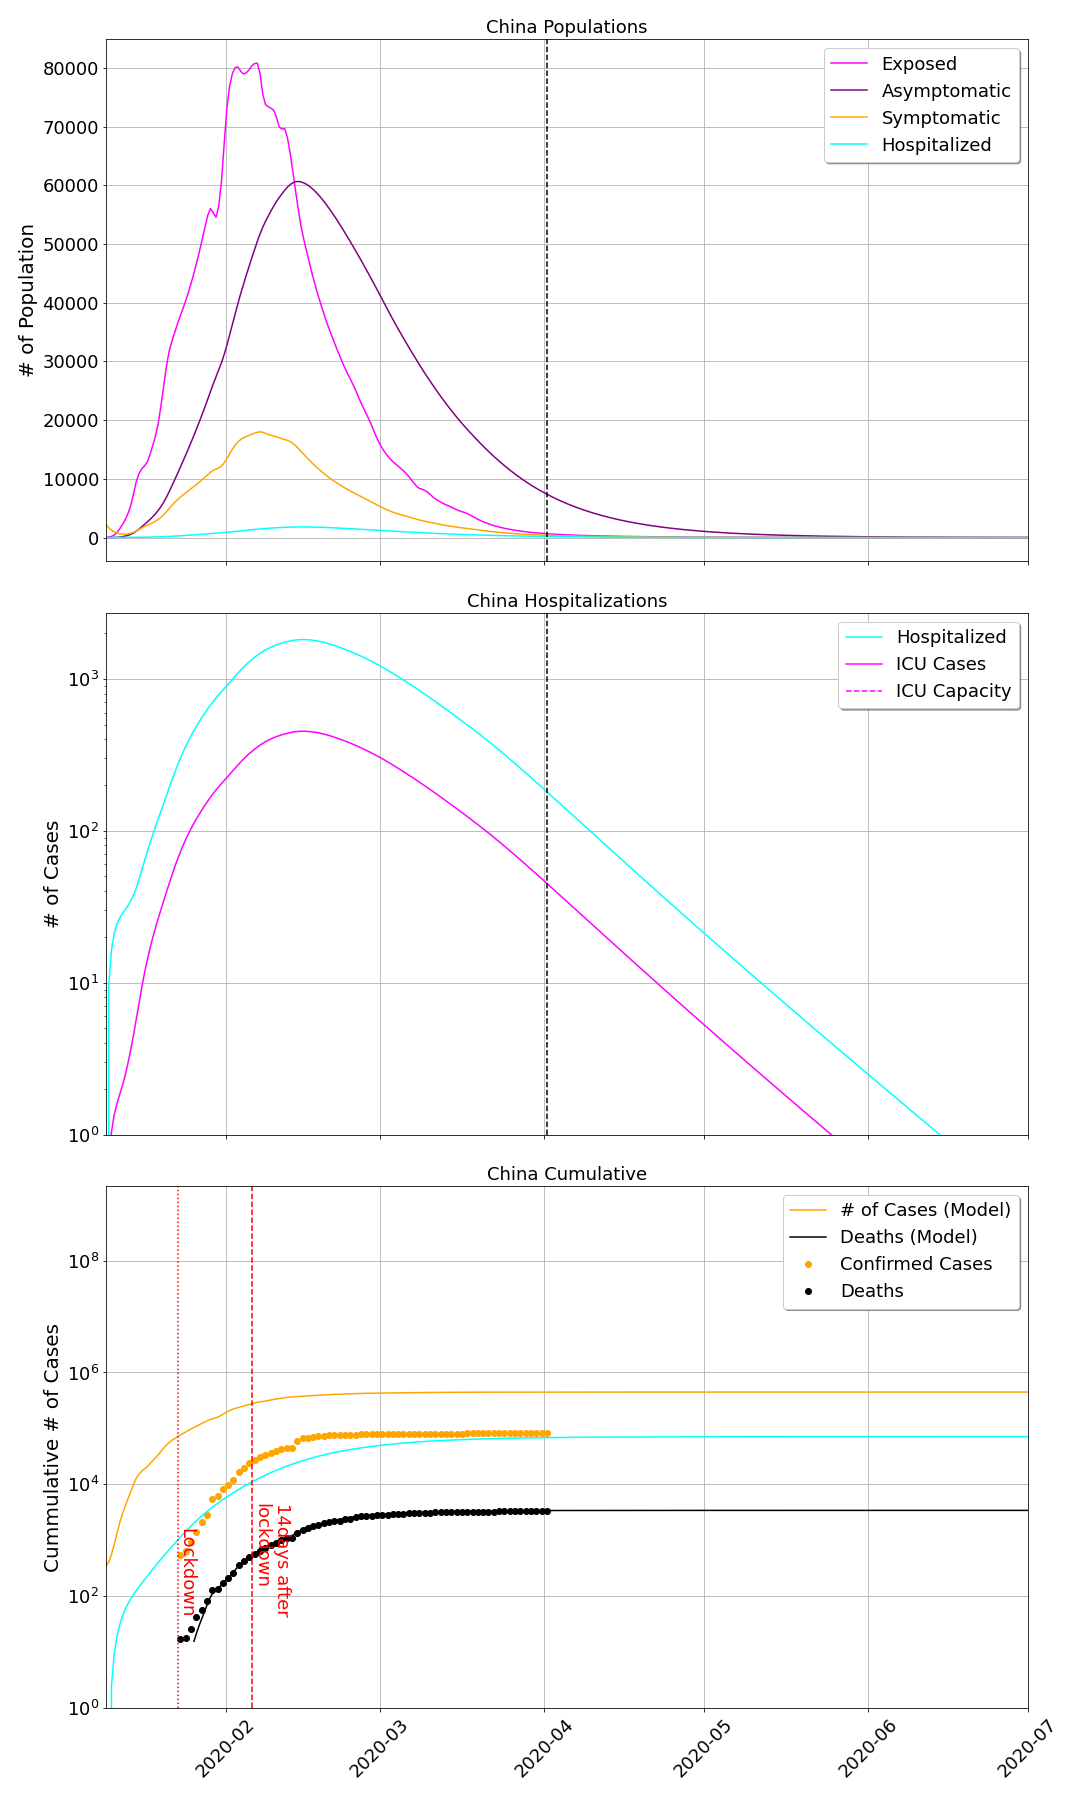 China Populations
80000
70000
60000
50000
40000
30000
20000
10000
0
# of Population
Exposed
Asymptomatic
Symptomatic
Hospitalized
China Hospitalizations
10³
10²
10¹
10⁰
# of Cases
Hospitalized
ICU Cases
ICU Capacity
China Cumulative
10⁸
10⁶
10⁴
10²
10⁰
Cummulative # of Cases
# of Cases (Model)
Deaths (Model)
Confirmed Cases
Deaths
Lockdown
14days after
lockdown
2020-02
2020-03
2020-04
2020-05
2020-06
2020-07